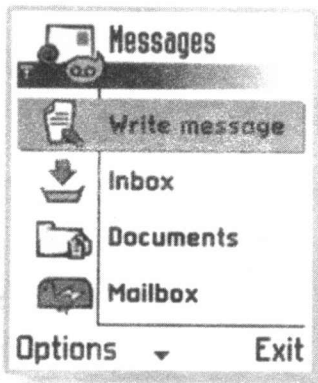 Messages
Write message
Inbox
Documents
Mailbox
Options Exit